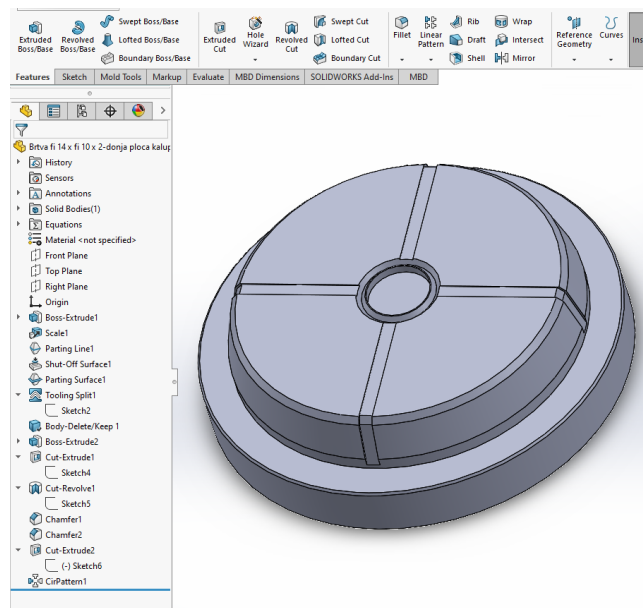 Extruded Boss/Base
Revolved Boss/Base
Swept Boss/Base
Lofted Boss/Base
Boundary Boss/Base
Extruded Cut
Hole Wizard
Revolved Cut
Swept Cut
Lofted Cut
Boundary Cut
Fillet
Linear Pattern
Rib
Draft
Shell
Wrap
Intersect
Mirror
Reference Geometry
Curves
Ins
Features
Sketch
Mold Tools
Markup
Evaluate
MBD Dimensions
SOLIDWORKS Add-Ins
MBD
Brtva fi 14 x fi 10 x 2-donja ploca kalup
History
Sensors
Annotations
Solid Bodies(1)
Equations
Material <not specified>
Front Plane
Top Plane
Right Plane
Origin
Boss-Extrude1
Scale1
Parting Line1
Shut-Off Surface1
Parting Surface1
Tooling Split1
Sketch2
Body-Delete/Keep 1
Boss-Extrude2
Cut-Extrude1
Sketch4
Cut-Revolve1
Sketch5
Chamfer1
Chamfer2
Cut-Extrude2
(-) Sketch6
CirPattern1